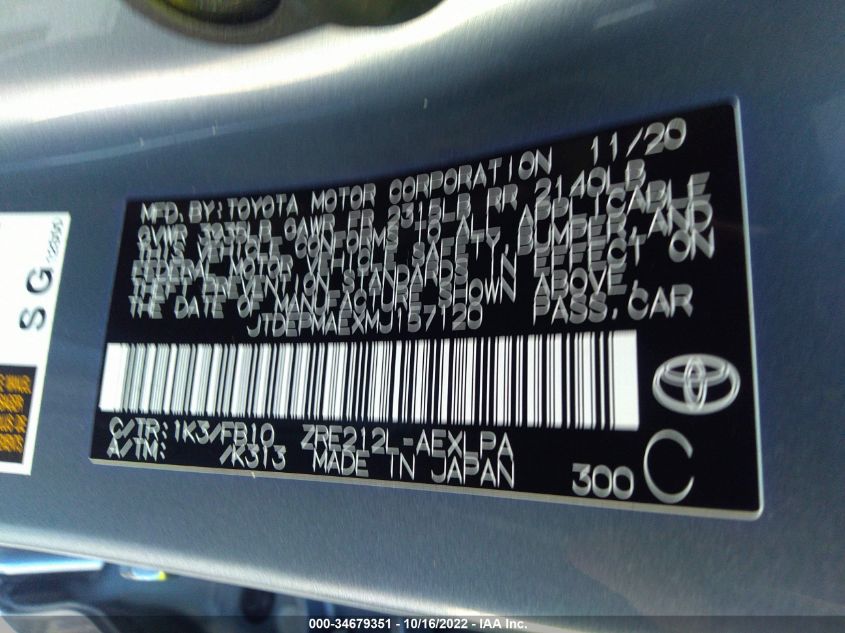 MFD. BY: TOYOTA MOTOR CORPORATION 11/20
GVWR 3935LB GAWR FR 2315LB RR 2140LB
THIS VEHICLE CONFORMS TO ALL APPLICABLE
FEDERAL MOTOR VEHICLE SAFETY, BUMPER, AND
THEFT PREVENTION STANDARDS IN EFFECT ON
THE DATE OF MANUFACTURE SHOWN ABOVE.
JTDEPMAEXMJ157120 PASS. CAR
C/TR: 1K3/FB10 ZRE212L-AEXLPA
A/TM: /K313 MADE IN JAPAN 300 C
SG
000-34679351 - 10/16/2022 - IAA Inc.